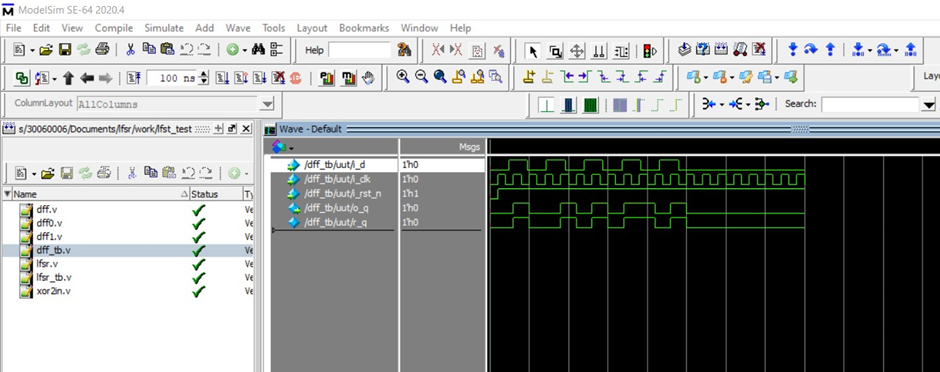 ModelSim SE-64 2020.4
File Edit View Compile Simulate Add Wave Tools Layout Bookmarks Window Help
Help
100 ns
Layou
ColumnLayout AllColumns
Search:
s/30060006/Documents/lfsr/work/lfst_test
Wave - Default
Msgs
Name Status Ty
dff.v Ve
dff0.v Ve
dff1.v Ve
dff_tb.v Ve
lfsr.v Ve
lfsr_tb.v Ve
xor2in.v Ve
/dff_tb/uut/i_d 1'h0
/dff_tb/uut/i_clk 1'h0
/dff_tb/uut/i_rst_n 1'h1
/dff_tb/uut/o_q 1'h0
/dff_tb/uut/r_q 1'h0